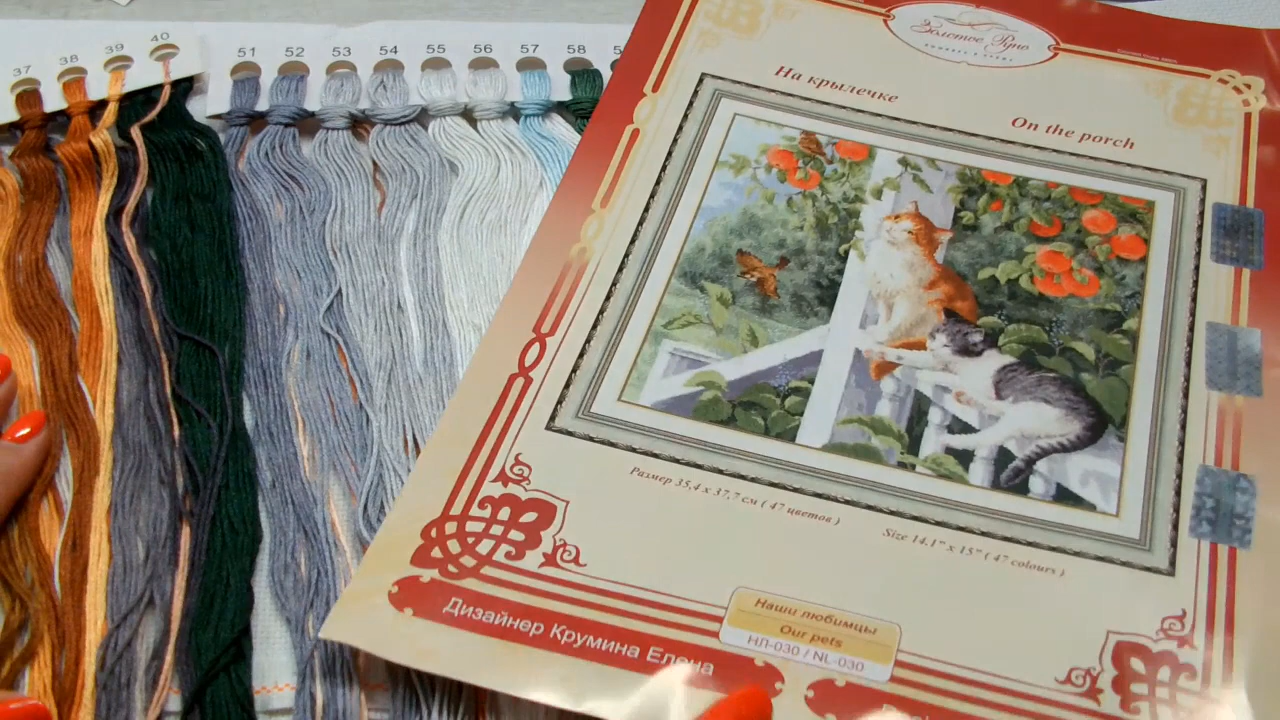 37 38 39 40
51 52 53 54 55 56 57 58
Золотое Руно
На крылечке
On the porch
Размер 35,4 х 37,7 см ( 47 цветов )
Size 14.1" x 15" ( 47 colours )
Наши любимцы
Our pets
НЛ-030 / NL-030
Дизайнер Крумина Елена